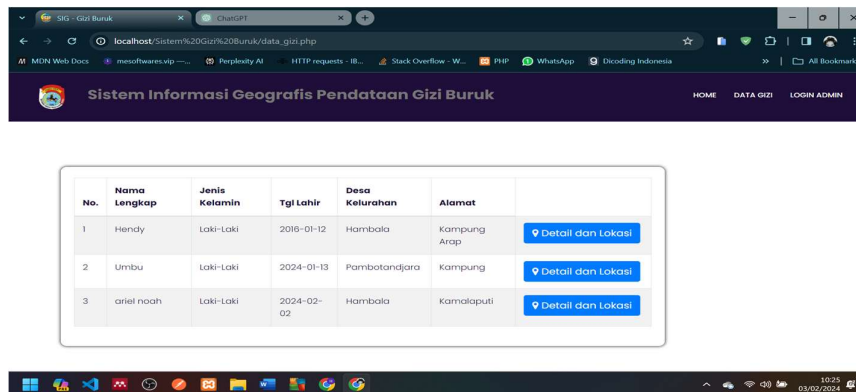 SIG - Gizi Buruk
ChatGPT
localhost/Sistem%20Gizi%20Buruk/data_gizi.php
MDN Web Docs mesoftwares.vip —... Perplexity AI HTTP requests - IB... Stack Overflow - W... PHP WhatsApp Dicoding Indonesia » All Bookmark
Sistem Informasi Geografis Pendataan Gizi Buruk
HOME DATA GIZI LOGIN ADMIN
No. Nama Lengkap Jenis Kelamin Tgl Lahir Desa Kelurahan Alamat
1 Hendy Laki-Laki 2016-01-12 Hambala Kampung Arap Detail dan Lokasi
2 Umbu Laki-Laki 2024-01-13 Pambotandjara Kampung Detail dan Lokasi
3 ariel noah Laki-Laki 2024-02-02 Hambala Kamalaputi Detail dan Lokasi
10:25
03/02/2024